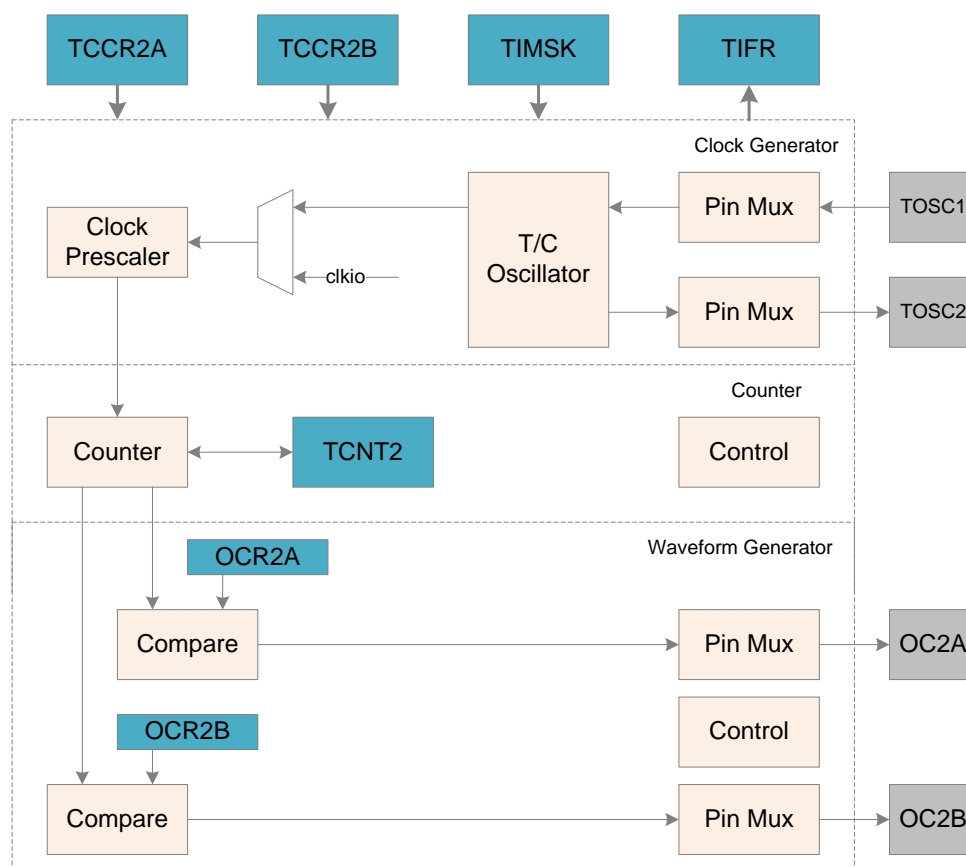 TCCR2A
TCCR2B
TIMSK
TIFR
Clock Generator
Clock
Prescaler
clkio
T/C
Oscillator
Pin Mux
TOSC1
Pin Mux
TOSC2
Counter
Counter
TCNT2
Control
Waveform Generator
OCR2A
Compare
Pin Mux
OC2A
Control
OCR2B
Compare
Pin Mux
OC2B